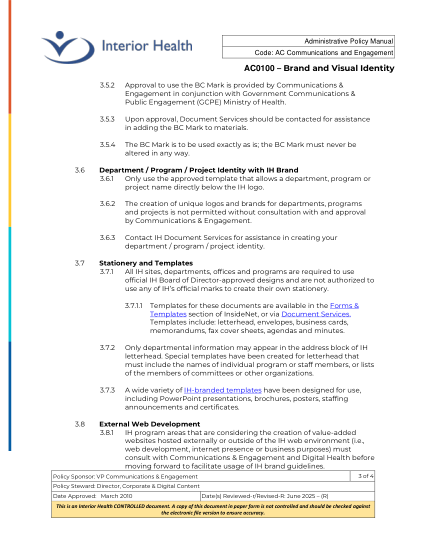 Interior Health
Administrative Policy Manual
Code: AC Communications and Engagement
AC0100 – Brand and Visual Identity
3.5.2 Approval to use the BC Mark is provided by Communications &
Engagement in conjunction with Government Communications &
Public Engagement (GCPE) Ministry of Health.
3.5.3 Upon approval, Document Services should be contacted for assistance
in adding the BC Mark to materials.
3.5.4 The BC Mark is to be used exactly as is; the BC Mark must never be
altered in any way.
3.6 Department / Program / Project Identity with IH Brand
3.6.1 Only use the approved template that allows a department, program or
project name directly below the IH logo.
3.6.2 The creation of unique logos and brands for departments, programs
and projects is not permitted without consultation with and approval
by Communications & Engagement.
3.6.3 Contact IH Document Services for assistance in creating your
department / program / project identity.
3.7 Stationery and Templates
3.7.1 All IH sites, departments, offices and programs are required to use
official IH Board of Director-approved designs and are not authorized to
use any of IH’s official marks to create their own stationery.
3.7.1.1 Templates for these documents are available in the Forms &
Templates section of InsideNet, or via Document Services.
Templates include: letterhead, envelopes, business cards,
memorandums, fax cover sheets, agendas and minutes.
3.7.2 Only departmental information may appear in the address block of IH
letterhead. Special templates have been created for letterhead that
must include the names of individual program or staff members, or lists
of the members of committees or other organizations.
3.7.3 A wide variety of IH-branded templates have been designed for use,
including PowerPoint presentations, brochures, posters, staffing
announcements and certificates.
3.8 External Web Development
3.8.1 IH program areas that are considering the creation of value-added
websites hosted externally or outside of the IH web environment (i.e.,
web development, internet presence or business purposes) must
consult with Communications & Engagement and Digital Health before
moving forward to facilitate usage of IH brand guidelines.
Policy Sponsor: VP Communications & Engagement 3 of 4
Policy Steward: Director, Corporate & Digital Content
Date Approved: March 2010 Date(s) Reviewed-r/Revised-R: June 2025 – (R)
This is an Interior Health CONTROLLED document. A copy of this document in paper form is not controlled and should be checked against
the electronic file version to ensure accuracy.